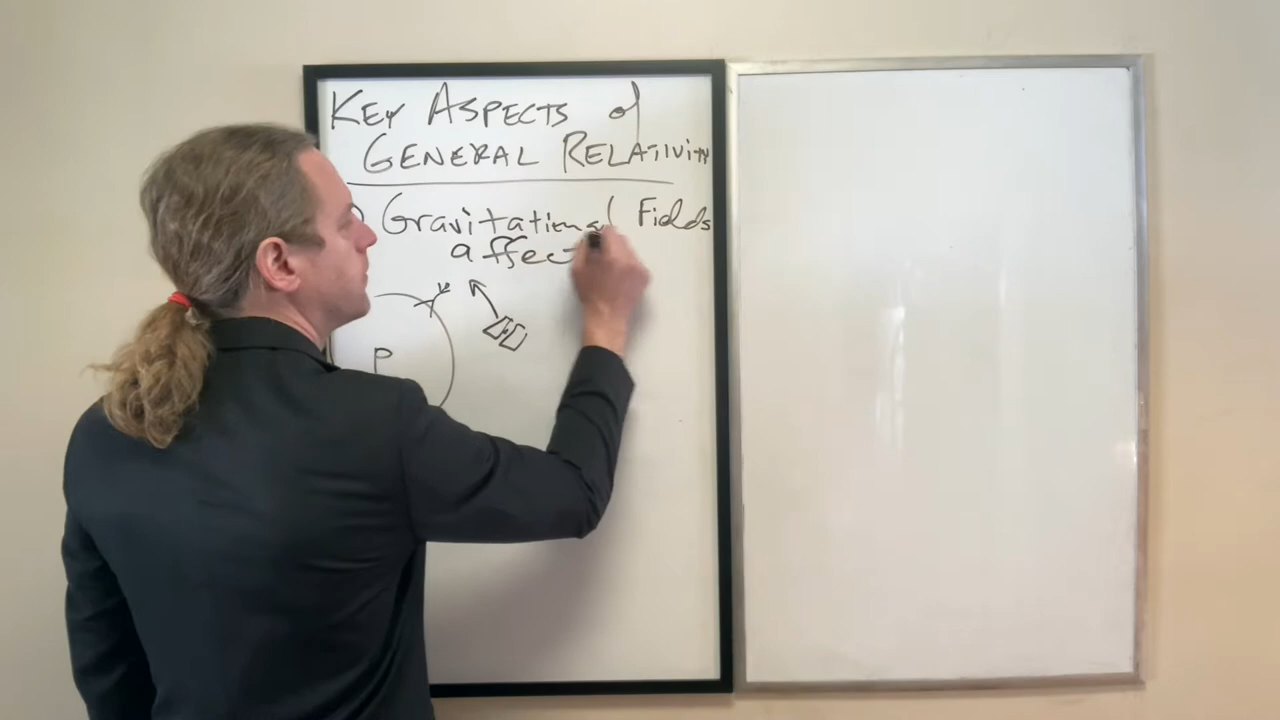 KEY ASPECTS of
GENERAL RELATIVITY
Gravitational Fields
affect
P